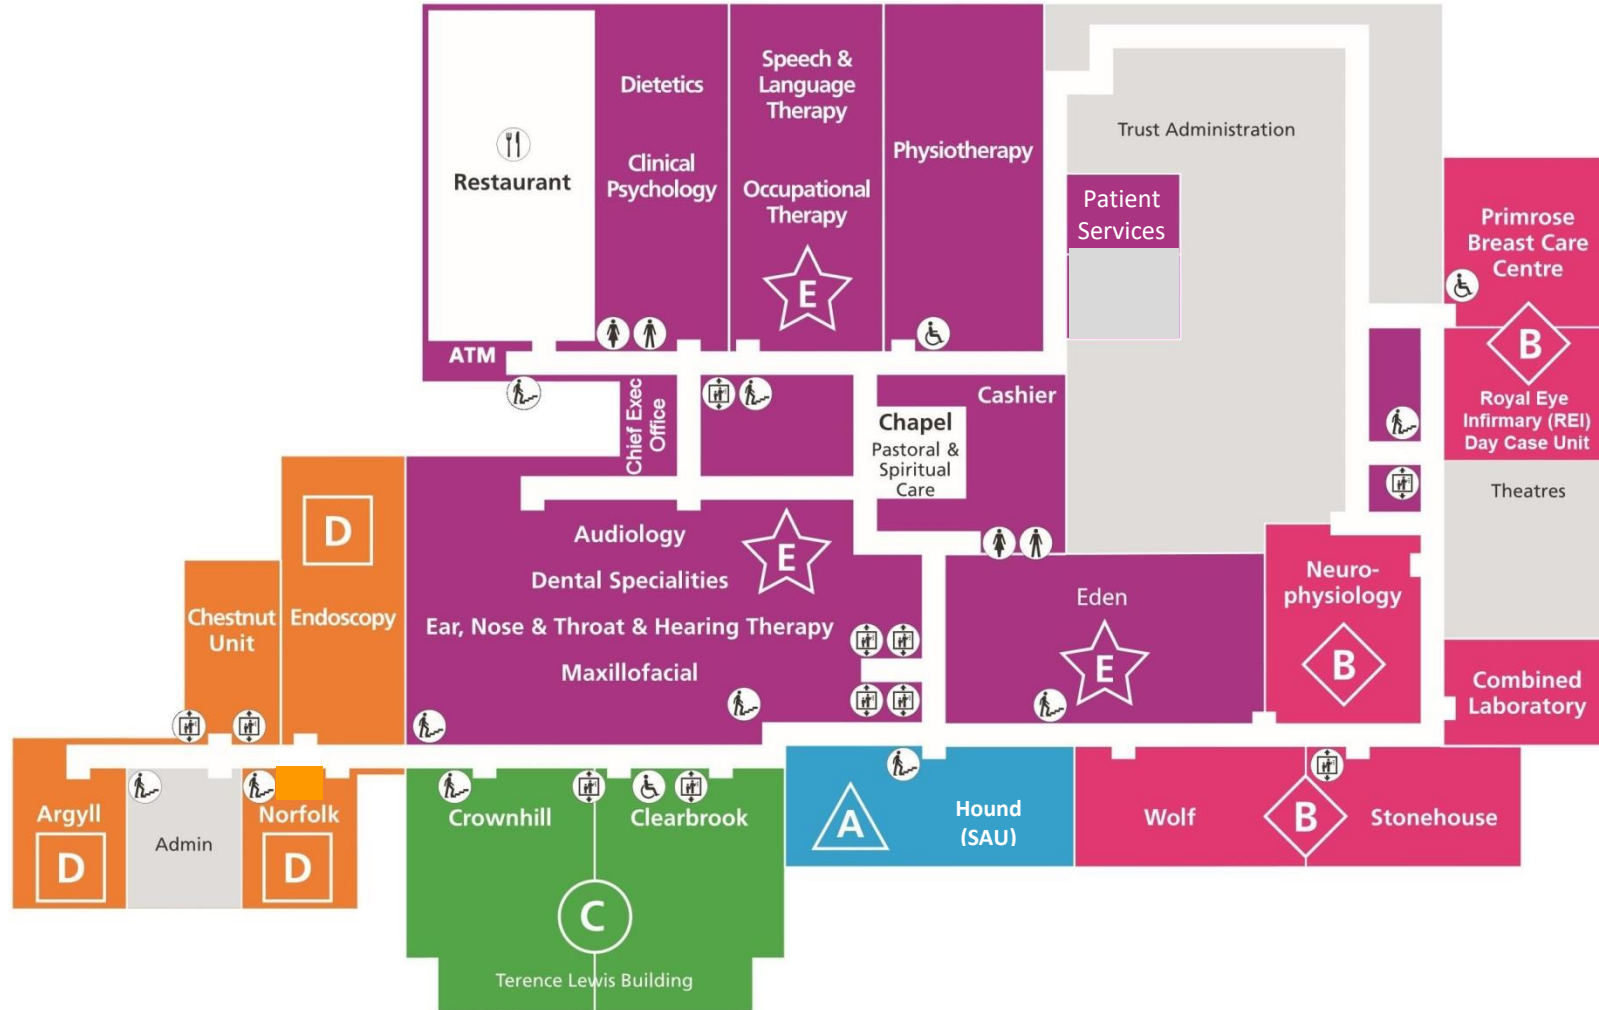 Restaurant
ATM
Dietetics
Clinical
Psychology
Speech &
Language
Therapy
Occupational
Therapy
E
Physiotherapy
Trust Administration
Patient
Services
Primrose
Breast Care
Centre
B
Royal Eye
Infirmary (REI)
Day Case Unit
Theatres
Chief Exec
Office
Cashier
Chapel
Pastoral &
Spiritual
Care
D
Endoscopy
Chestnut
Unit
Audiology
E
Dental Specialities
Ear, Nose & Throat & Hearing Therapy
Maxillofacial
Eden
E
Neuro-
physiology
B
Combined
Laboratory
Argyll
D
Admin
Norfolk
D
Crownhill
Clearbrook
C
Terence Lewis Building
A
Hound
(SAU)
Wolf
B
Stonehouse